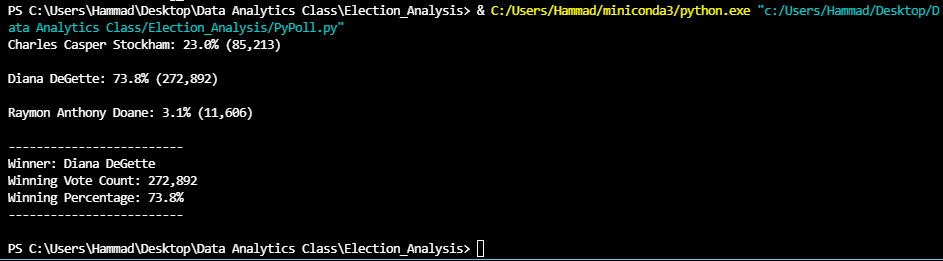 PS C:\Users\Hammad\Desktop\Data Analytics Class\Election_Analysis> & C:/Users/Hammad/miniconda3/python.exe "c:/Users/Hammad/Desktop/D
ata Analytics Class/Election_Analysis/PyPoll.py"
Charles Casper Stockham: 23.0% (85,213)
Diana DeGette: 73.8% (272,892)
Raymon Anthony Doane: 3.1% (11,606)
-------------------------
Winner: Diana DeGette
Winning Vote Count: 272,892
Winning Percentage: 73.8%
-------------------------
PS C:\Users\Hammad\Desktop\Data Analytics Class\Election_Analysis>